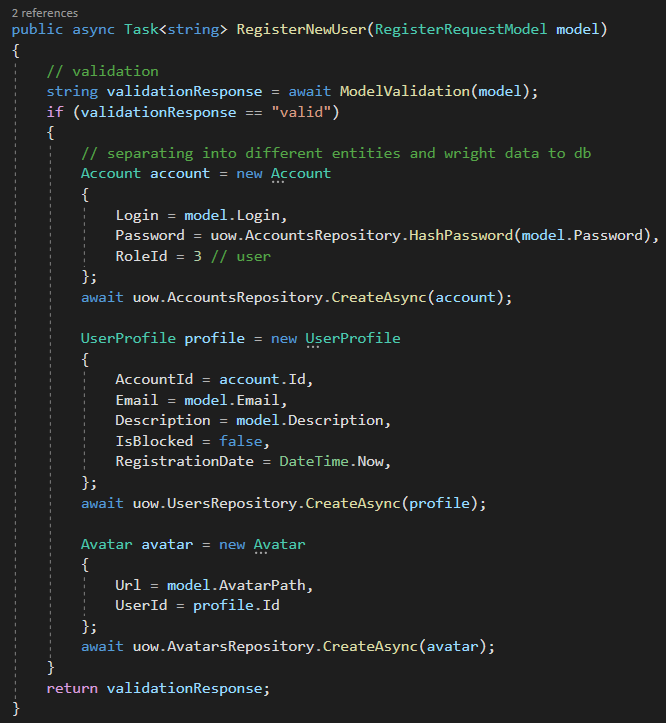 2 references
public async Task<string> RegisterNewUser(RegisterRequestModel model)
{
    // validation
    string validationResponse = await ModelValidation(model);
    if (validationResponse == "valid")
    {
        // separating into different entities and wright data to db
        Account account = new Account
        {
            Login = model.Login,
            Password = uow.AccountsRepository.HashPassword(model.Password),
            RoleId = 3 // user
        };
        await uow.AccountsRepository.CreateAsync(account);

        UserProfile profile = new UserProfile
        {
            AccountId = account.Id,
            Email = model.Email,
            Description = model.Description,
            IsBlocked = false,
            RegistrationDate = DateTime.Now,
        };
        await uow.UsersRepository.CreateAsync(profile);

        Avatar avatar = new Avatar
        {
            Url = model.AvatarPath,
            UserId = profile.Id
        };
        await uow.AvatarsRepository.CreateAsync(avatar);
    }
    return validationResponse;
}